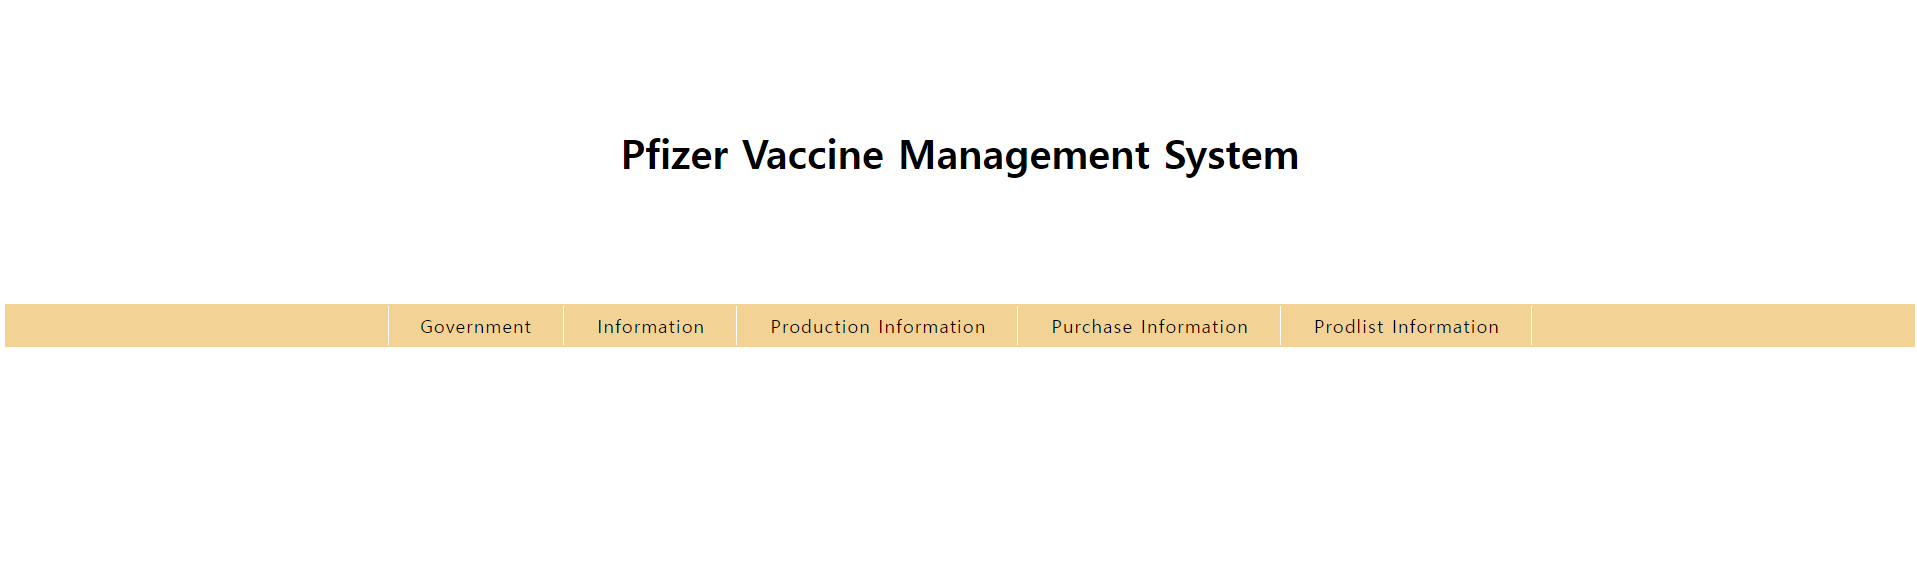 Pfizer Vaccine Management System
Government Information Production Information Purchase Information Prodlist Information